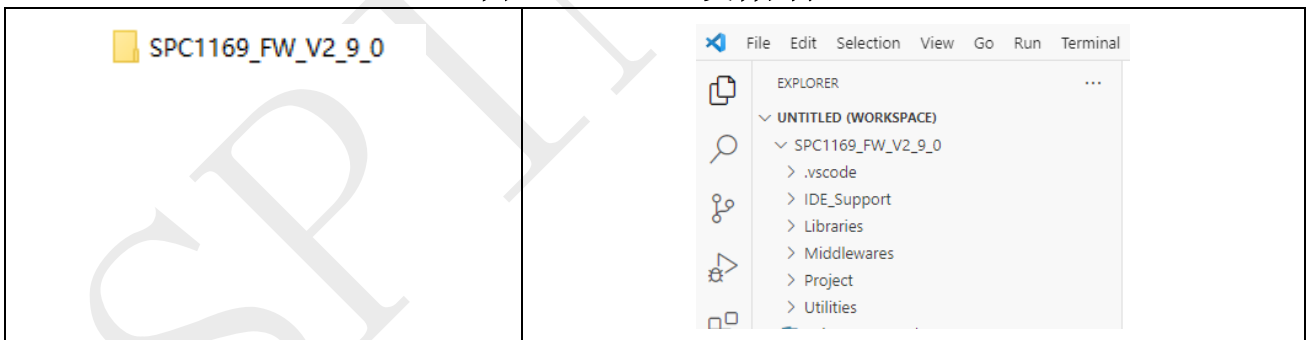 SPC1169_FW_V2_9_0
File Edit Selection View Go Run Terminal
EXPLORER ...
UNTITLED (WORKSPACE)
SPC1169_FW_V2_9_0
.vscode
IDE_Support
Libraries
Middlewares
Project
Utilities